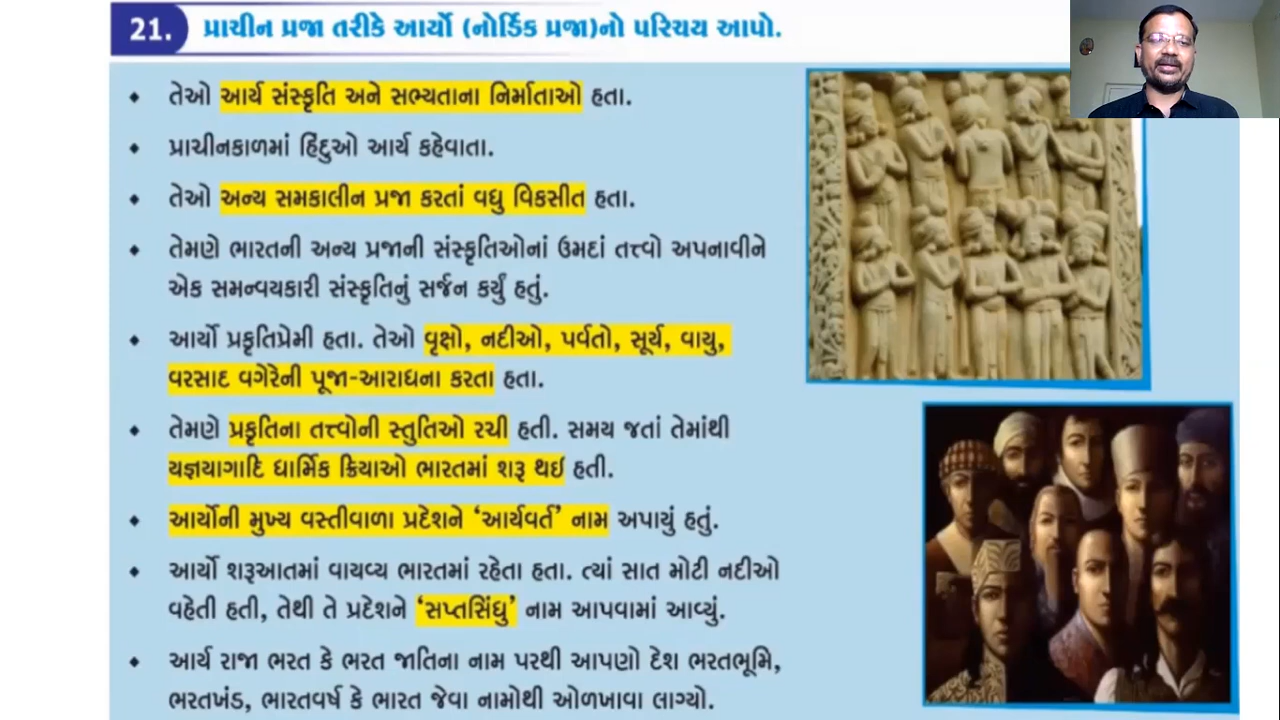 21. પ્રાચીન પ્રજા તરીકે આર્યો (નોર્ડિક પ્રજા)નો પરિચય આપો.
♦ તેઓ આર્ય સંસ્કૃતિ અને સભ્યતાના નિર્માતાઓ હતા.
♦ પ્રાચીનકાળમાં હિંદુઓ આર્ય કહેવાતા.
♦ તેઓ અન્ય સમકાલીન પ્રજા કરતાં વધુ વિકસીત હતા.
♦ તેમણે ભારતની અન્ય પ્રજાની સંસ્કૃતિઓનાં ઉમદાં તત્ત્વો અપનાવીને
એક સમન્વયકારી સંસ્કૃતિનું સર્જન કર્યું હતું.
♦ આર્યો પ્રકૃતિપ્રેમી હતા. તેઓ વૃક્ષો, નદીઓ, પર્વતો, સૂર્ય, વાયુ,
વરસાદ વગેરેની પૂજા-આરાધના કરતા હતા.
♦ તેમણે પ્રકૃતિના તત્ત્વોની સ્તુતિઓ રચી હતી. સમય જતાં તેમાંથી
યજ્ઞયાગાદિ ધાર્મિક ક્રિયાઓ ભારતમાં શરૂ થઈ હતી.
♦ આર્યોની મુખ્ય વસ્તીવાળા પ્રદેશને ‘આર્યવર્ત’ નામ અપાયું હતું.
♦ આર્યો શરૂઆતમાં વાયવ્ય ભારતમાં રહેતા હતા. ત્યાં સાત મોટી નદીઓ
વહેતી હતી, તેથી તે પ્રદેશને ‘સપ્તસિંધુ’ નામ આપવામાં આવ્યું.
♦ આર્ય રાજા ભરત કે ભરત જાતિના નામ પરથી આપણો દેશ ભરતભૂમિ,
ભરતખંડ, ભારતવર્ષ કે ભારત જેવા નામોથી ઓળખાવા લાગ્યો.